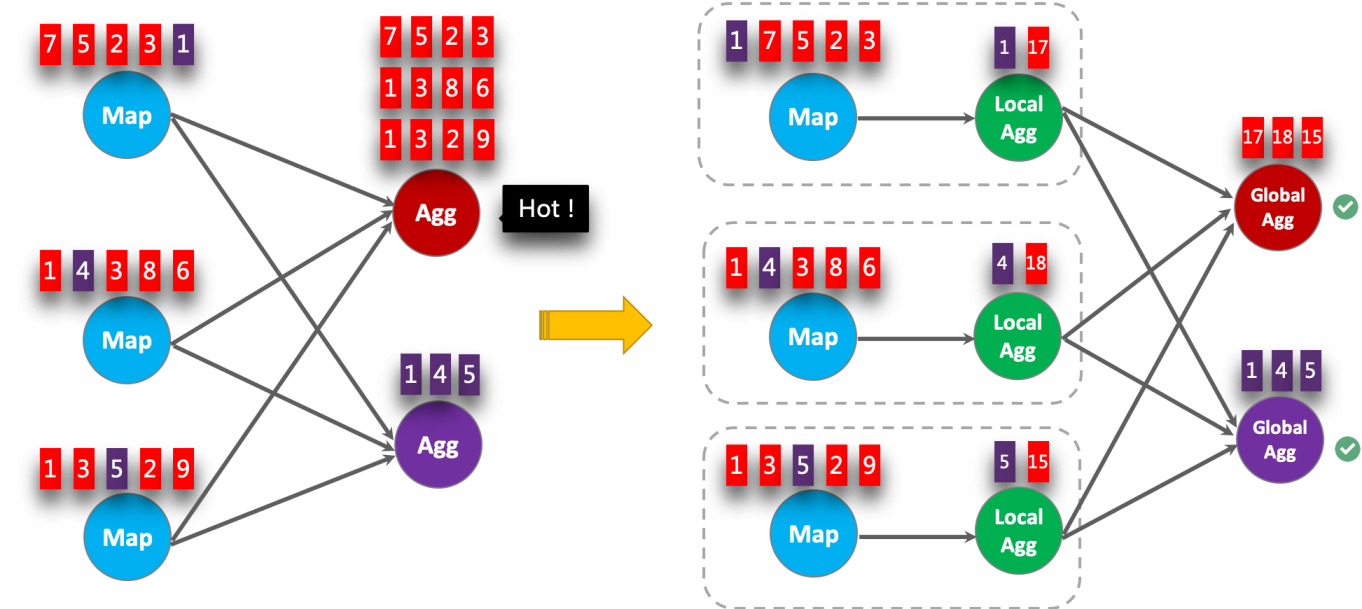 7 5 2 3 1
Map
7 5 2 3
1 3 8 6
1 3 2 9
Agg
Hot !
1 4 3 8 6
Map
1 4 5
Agg
1 3 5 2 9
Map
1 7 5 2 3
Map
1 17
Local
Agg
1 4 3 8 6
Map
4 18
Local
Agg
1 3 5 2 9
Map
5 15
Local
Agg
17 18 15
Global
Agg
1 4 5
Global
Agg